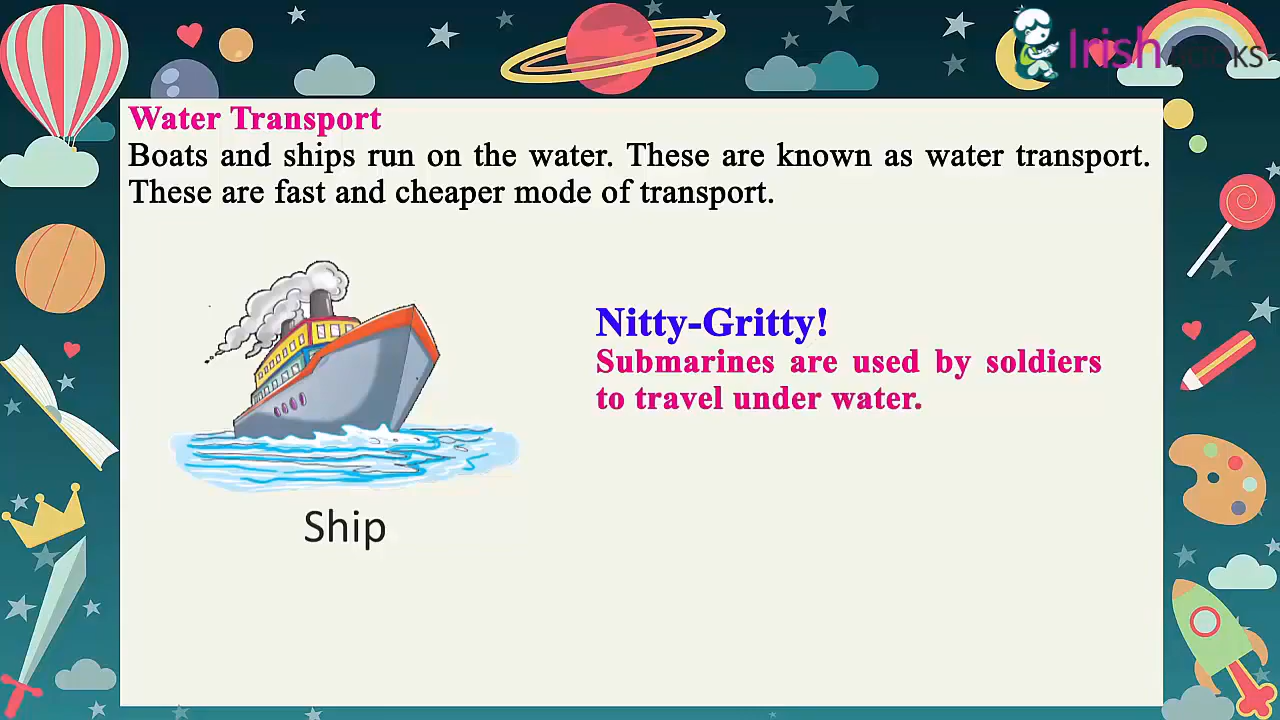 Irish BOOKS
Water Transport
Boats and ships run on the water. These are known as water transport.
These are fast and cheaper mode of transport.
Nitty-Gritty!
Submarines are used by soldiers
to travel under water.
Ship